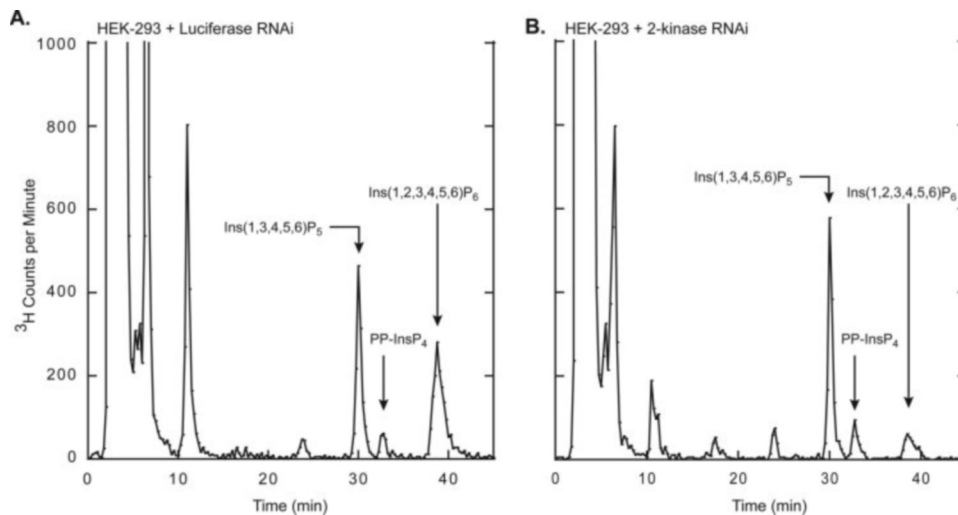 A.
HEK-293 + Luciferase RNAi
1000
800
600
400
200
0
³H Counts per Minute
Ins(1,3,4,5,6)P₅
PP-InsP₄
Ins(1,2,3,4,5,6)P₆
0 10 20 30 40
Time (min)
B.
HEK-293 + 2-kinase RNAi
Ins(1,3,4,5,6)P₅
PP-InsP₄
Ins(1,2,3,4,5,6)P₆
0 10 20 30 40
Time (min)